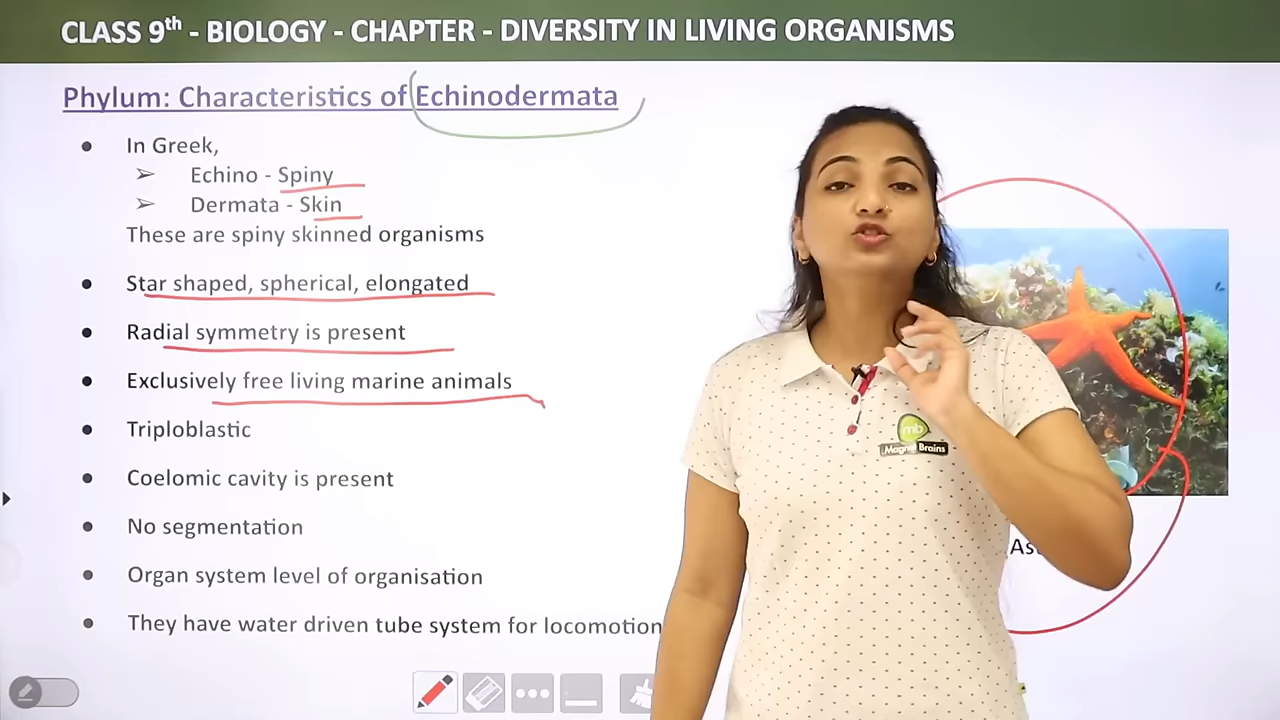 CLASS 9th - BIOLOGY - CHAPTER - DIVERSITY IN LIVING ORGANISMS
Phylum: Characteristics of Echinodermata
● In Greek,
➢ Echino - Spiny
➢ Dermata - Skin
These are spiny skinned organisms
● Star shaped, spherical, elongated
● Radial symmetry is present
● Exclusively free living marine animals
● Triploblastic
● Coelomic cavity is present
● No segmentation
● Organ system level of organisation
● They have water driven tube system for locomotion
mb
Magnet Brains